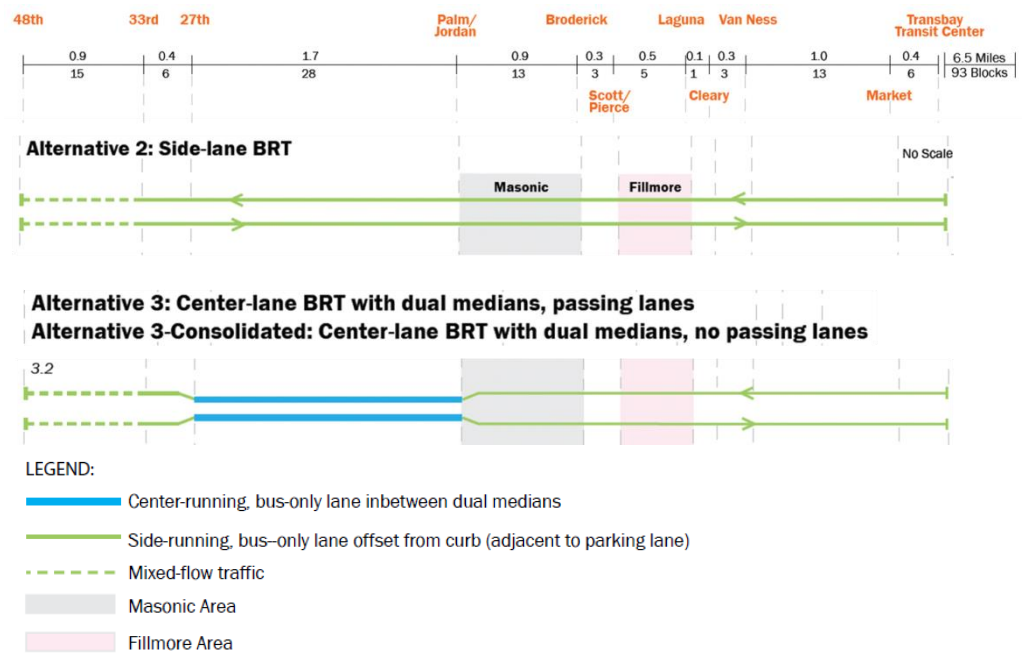 48th 33rd 27th Palm/ Broderick Laguna Van Ness Transbay
Jordan Transit Center
0.9 0.4 1.7 0.9 0.3 0.5 0.1 0.3 1.0 0.4 6.5 Miles
15 6 28 13 3 5 1 3 13 6 93 Blocks
Scott/ Cleary Market
Pierce
Alternative 2: Side-lane BRT
No Scale
Masonic Fillmore
Alternative 3: Center-lane BRT with dual medians, passing lanes
Alternative 3-Consolidated: Center-lane BRT with dual medians, no passing lanes
3.2
LEGEND:
Center-running, bus-only lane inbetween dual medians
Side-running, bus--only lane offset from curb (adjacent to parking lane)
Mixed-flow traffic
Masonic Area
Fillmore Area